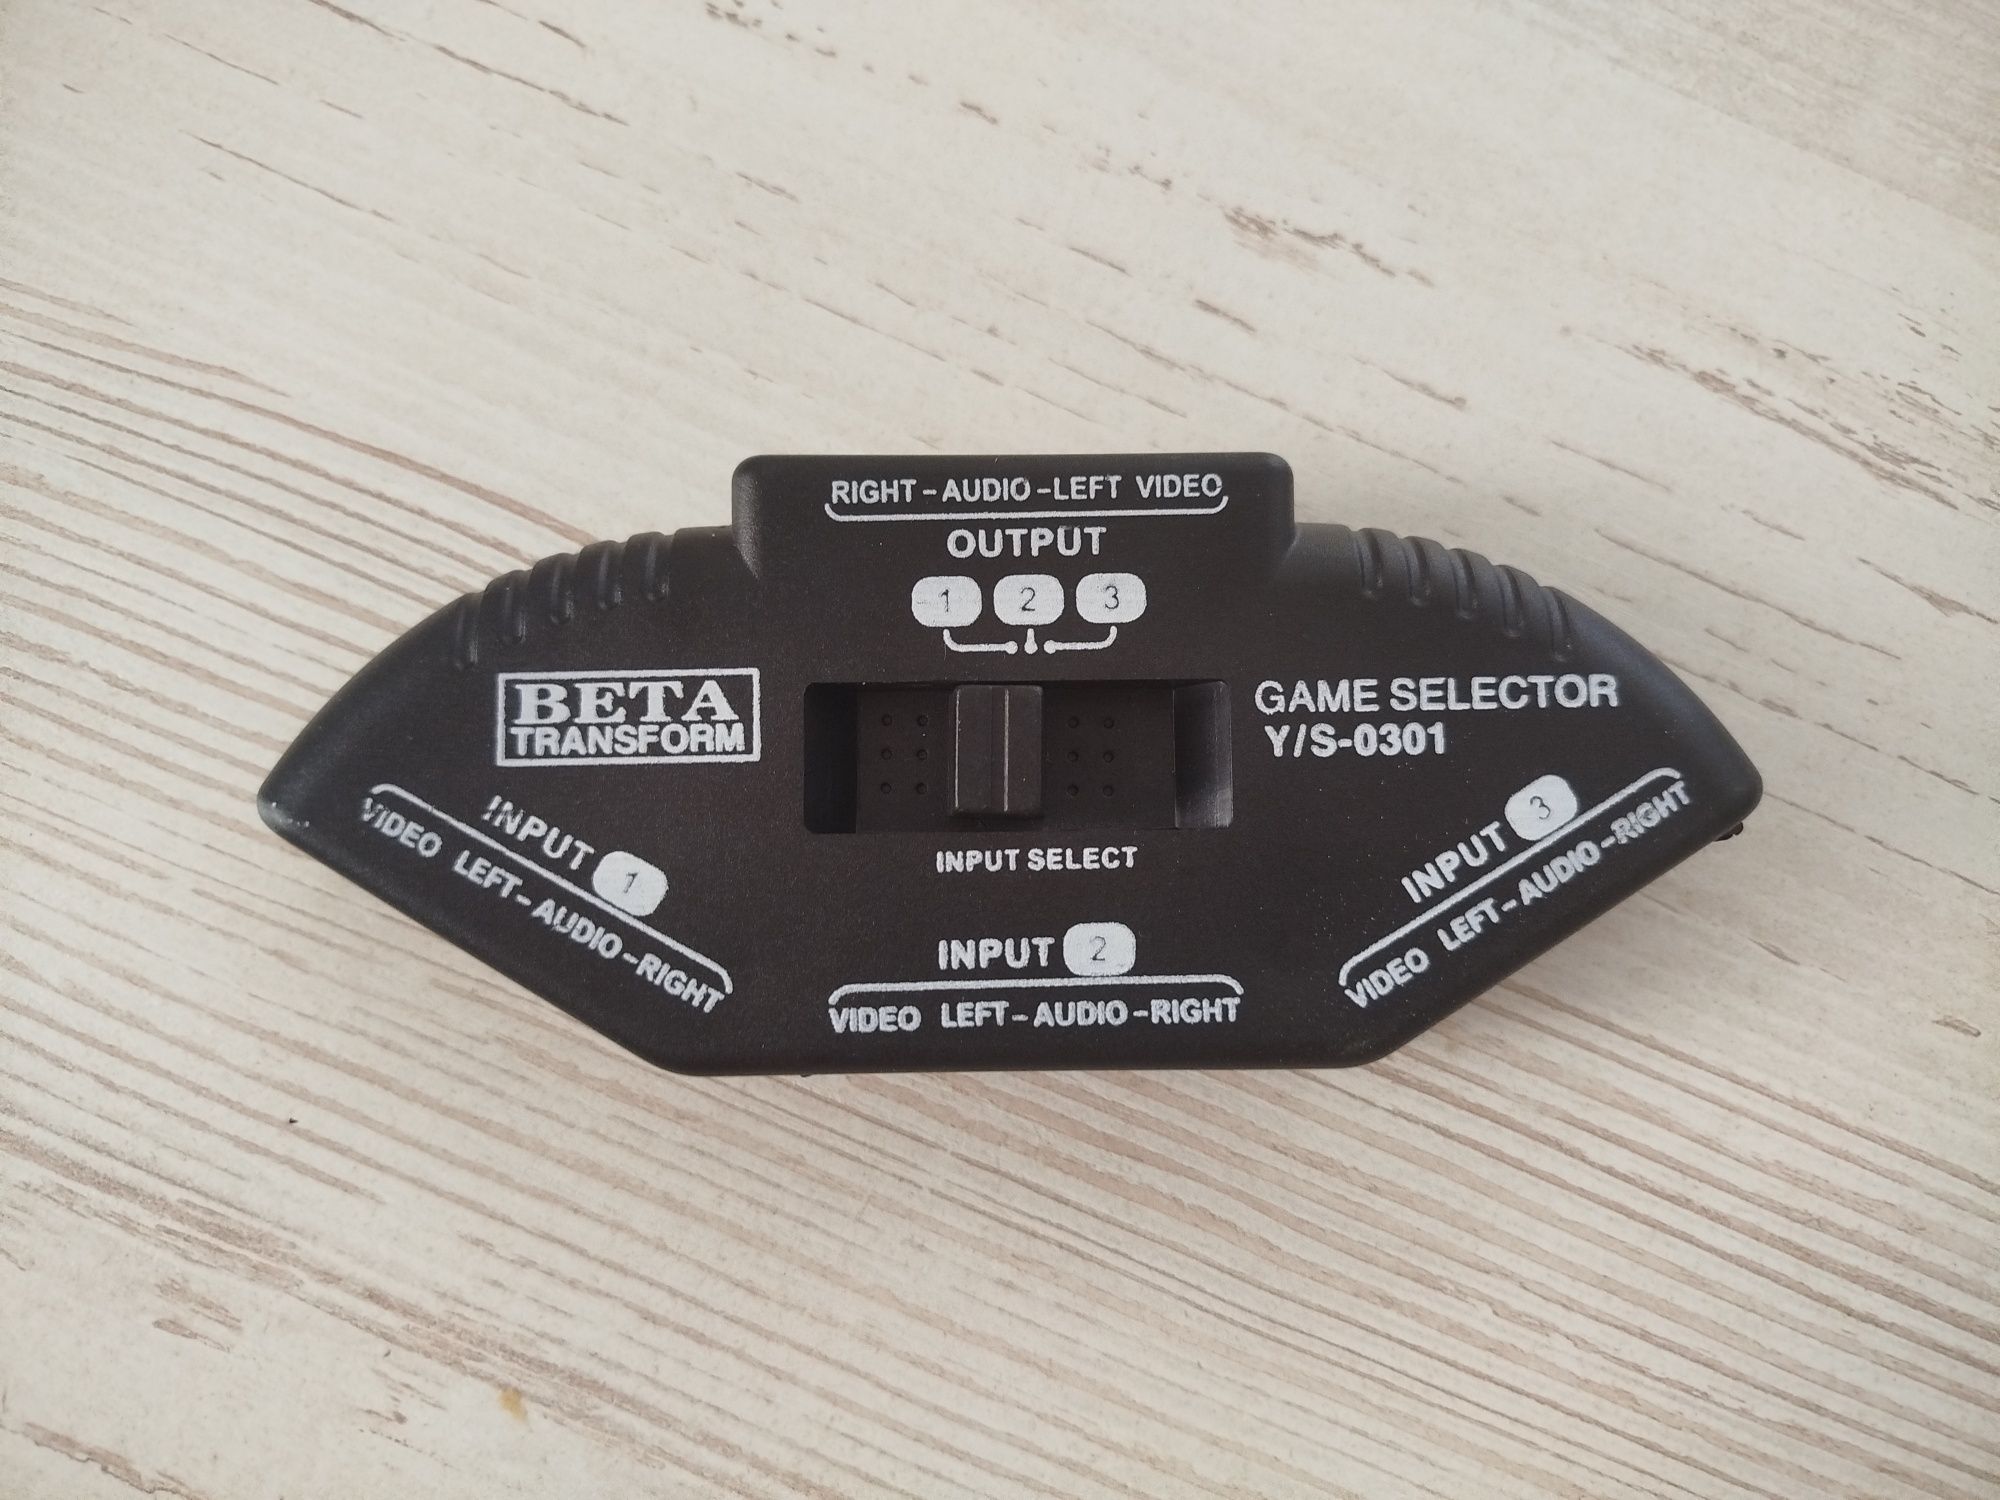 RIGHT-AUDIO-LEFT VIDEO
OUTPUT
1 2 3
BETA
TRANSFORM
GAME SELECTOR
Y/S-0301
INPUT SELECT
INPUT 1
VIDEO LEFT-AUDIO-RIGHT
INPUT 2
VIDEO LEFT-AUDIO-RIGHT
INPUT 3
VIDEO LEFT-AUDIO-RIGHT